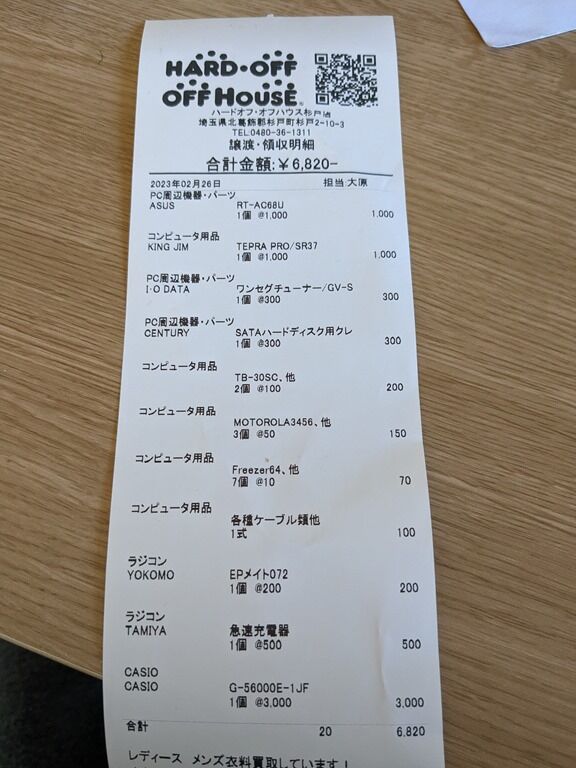 HARD・OFF
OFF HOUSE
ハードオフ・オフハウス杉戸店
埼玉県北葛飾郡杉戸町杉戸2-10-3
TEL:0480-36-1311
譲渡・領収明細
合計金額:¥6,820-
2023年02月26日 担当:大原
PC周辺機器・パーツ
ASUS RT-AC68U
1個 @1,000 1,000
コンピュータ用品
KING JIM TEPRA PRO/SR37
1個 @1,000 1,000
PC周辺機器・パーツ
I・O DATA ワンセグチューナー/GV-S
1個 @300 300
PC周辺機器・パーツ
CENTURY SATAハードディスク用クレ
1個 @300 300
コンピュータ用品
TB-30SC、他
2個 @100 200
コンピュータ用品
MOTOROLA3456、他
3個 @50 150
コンピュータ用品
Freezer64、他
7個 @10 70
コンピュータ用品
各種ケーブル類他
1式 100
ラジコン
YOKOMO EPメイト072
1個 @200 200
ラジコン
TAMIYA 急速充電器
1個 @500 500
CASIO
CASIO G-56000E-1JF
1個 @3,000 3,000
合計 20 6,820
レディース メンズ衣料買取しています!